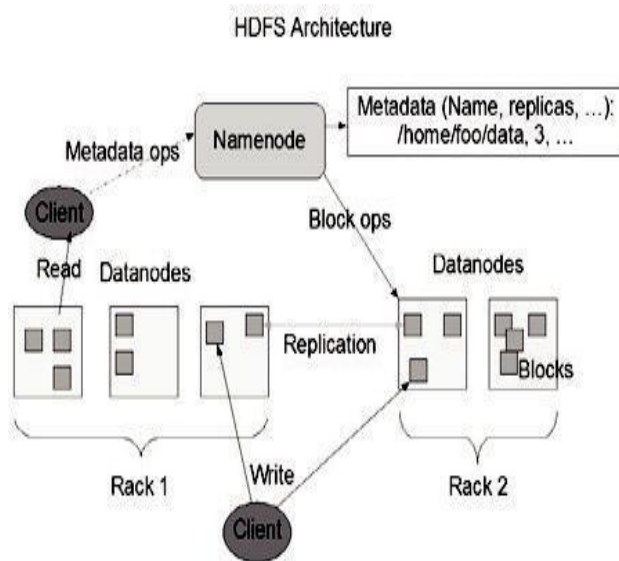 HDFS Architecture
Metadata (Name, replicas, ...):
/home/foo/data, 3, ...
Namenode
Metadata ops
Client
Block ops
Read
Datanodes
Datanodes
Replication
Blocks
Rack 1
Write
Rack 2
Client